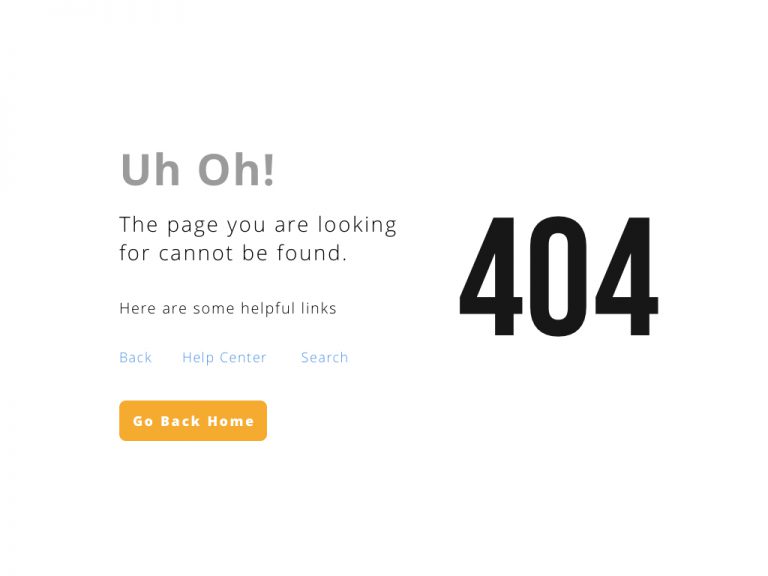 Uh Oh!
The page you are looking
for cannot be found.
404
Here are some helpful links
Back Help Center Search
Go Back Home